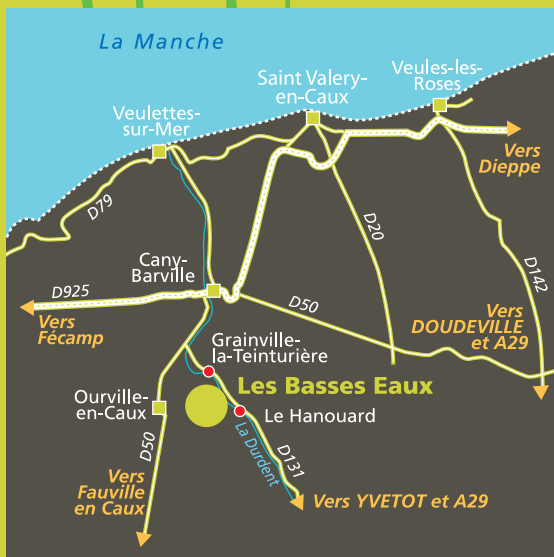 La Manche
Saint Valery-
en-Caux
Veules-les-
Roses
Veulettes-
sur-Mer
Vers
Dieppe
D79
D20
D142
Cany-
Barville
D925
Vers
Fécamp
D50
Vers
DOUDEVILLE
et A29
Grainville-
la-Teinturière
Les Basses Eaux
Ourville-
en-Caux
Le Hanouard
D50
La Durdent
D131
Vers
Fauville
en Caux
Vers YVETOT et A29